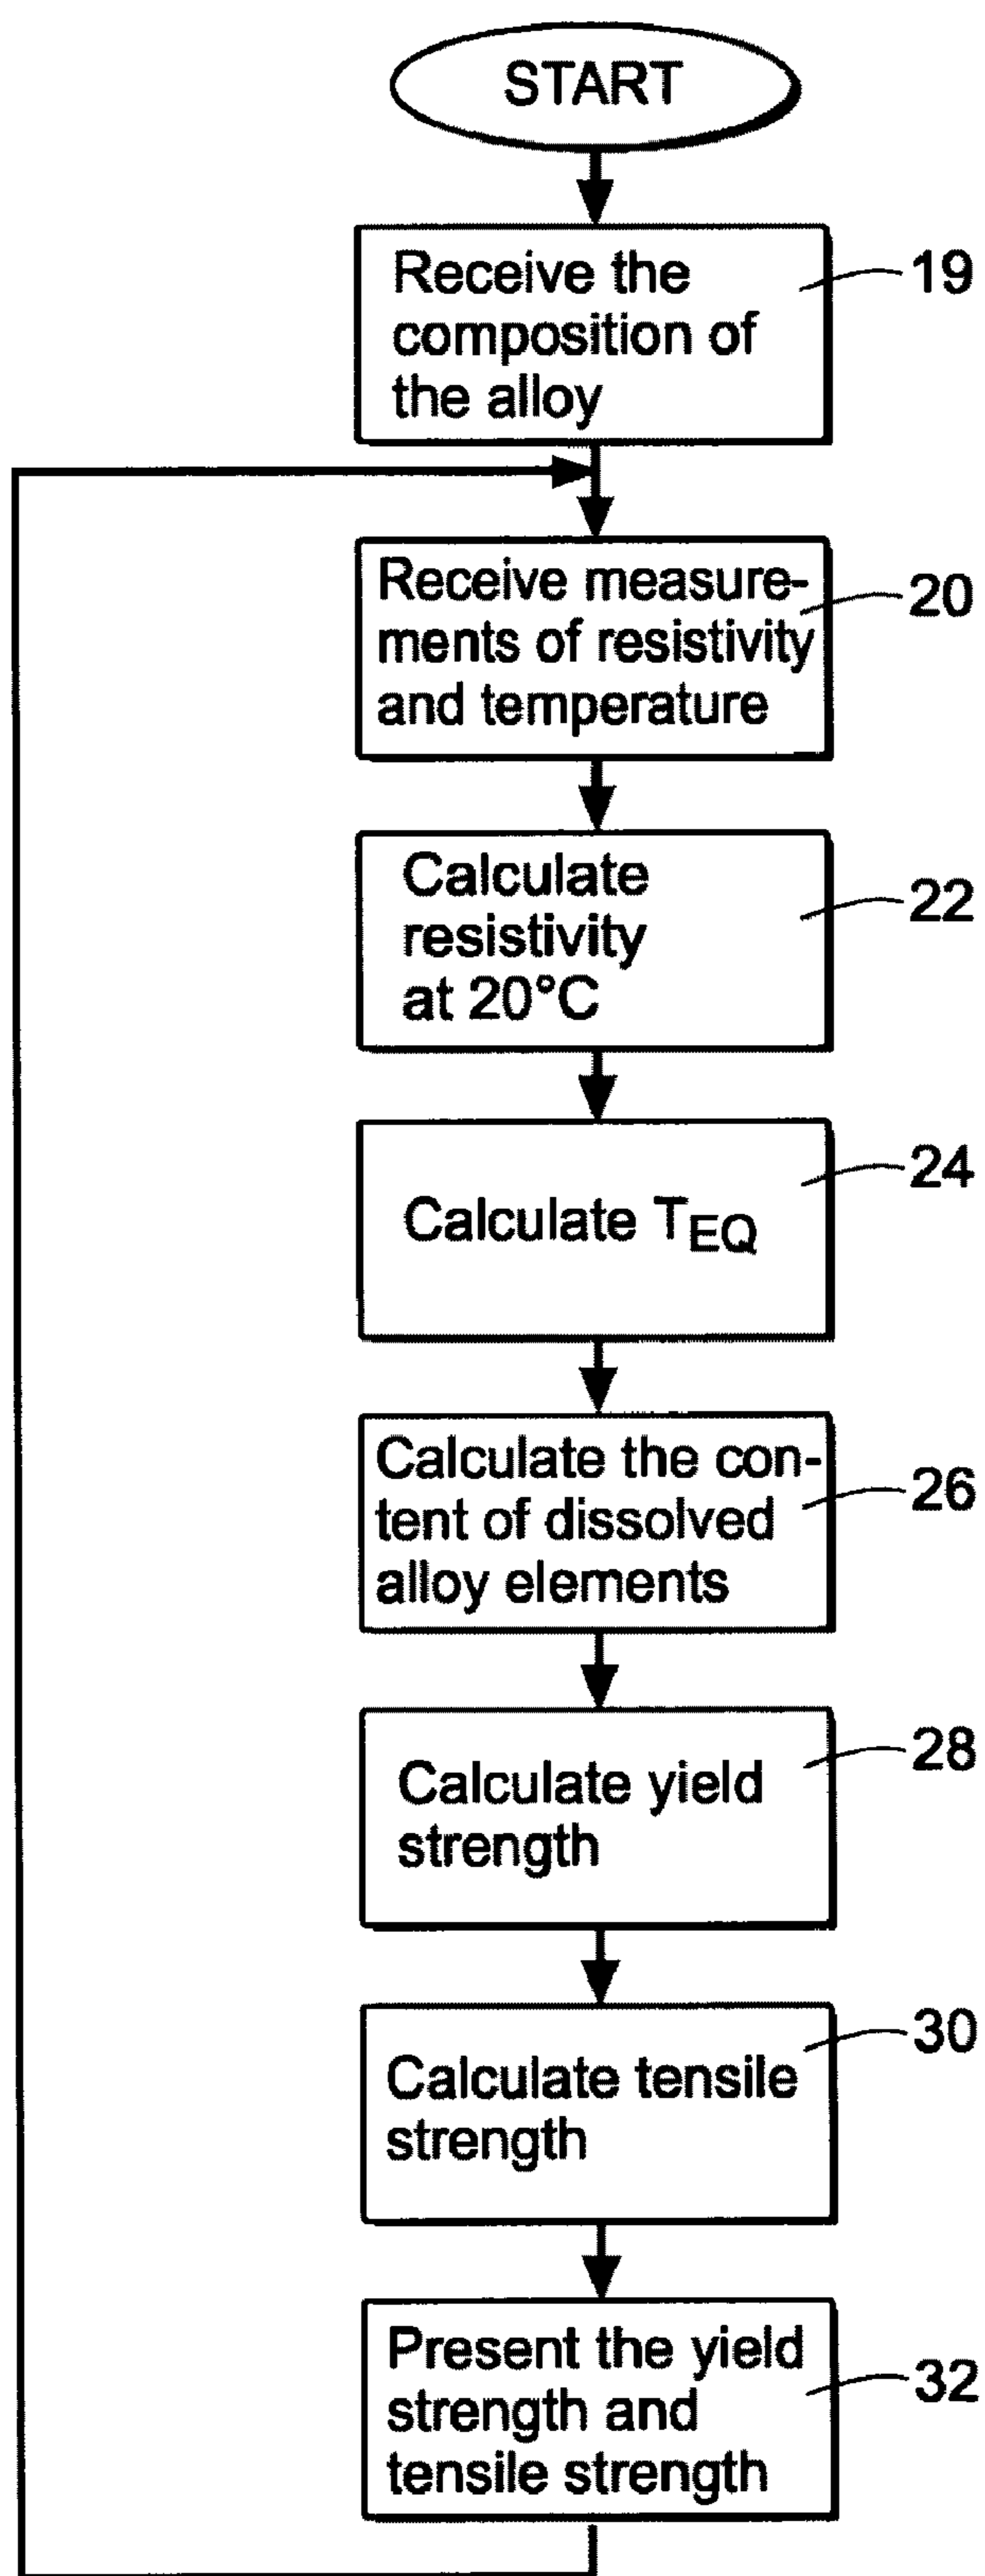 START
Receive the
composition of
the alloy
19
Receive measure-
ments of resistivity
and temperature
20
Calculate
resistivity
at 20°C
22
Calculate TEQ
24
Calculate the con-
tent of dissolved
alloy elements
26
Calculate yield
strength
28
Calculate tensile
strength
30
Present the yield
strength and
tensile strength
32